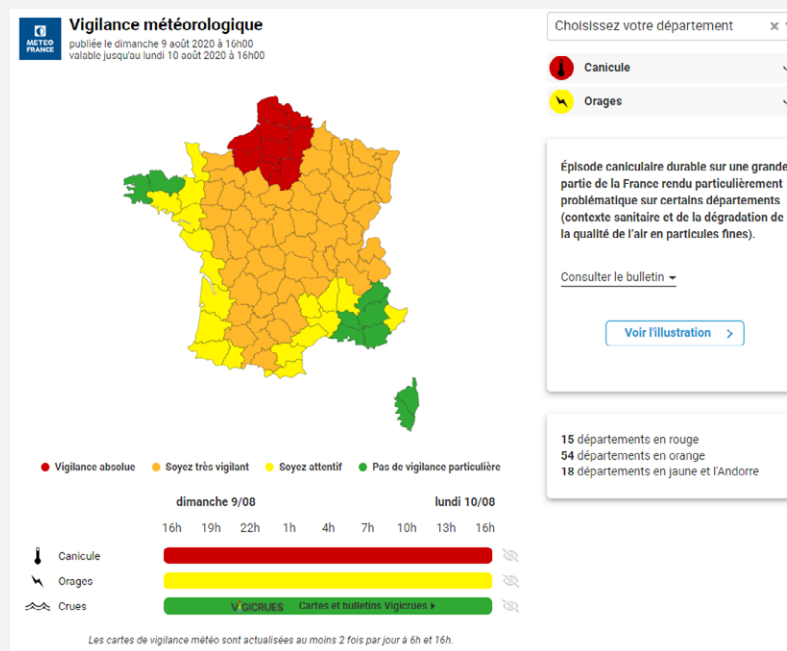 METEO
FRANCE
Vigilance météorologique
publiée le dimanche 9 août 2020 à 16h00
valable jusqu'au lundi 10 août 2020 à 16h00
Choisissez votre département ×
Canicule
Orages
Épisode caniculaire durable sur une grande
partie de la France rendu particulièrement
problématique sur certains départements
(contexte sanitaire et de la dégradation de
la qualité de l'air en particules fines).
Consulter le bulletin
Voir l'illustration
15 départements en rouge
54 départements en orange
18 départements en jaune et l'Andorre
Vigilance absolue Soyez très vigilant Soyez attentif Pas de vigilance particulière
dimanche 9/08 lundi 10/08
16h 19h 22h 1h 4h 7h 10h 13h 16h
Canicule
Orages
Crues VIGICRUES Cartes et bulletins Vigicrues
Les cartes de vigilance météo sont actualisées au moins 2 fois par jour à 6h et 16h.